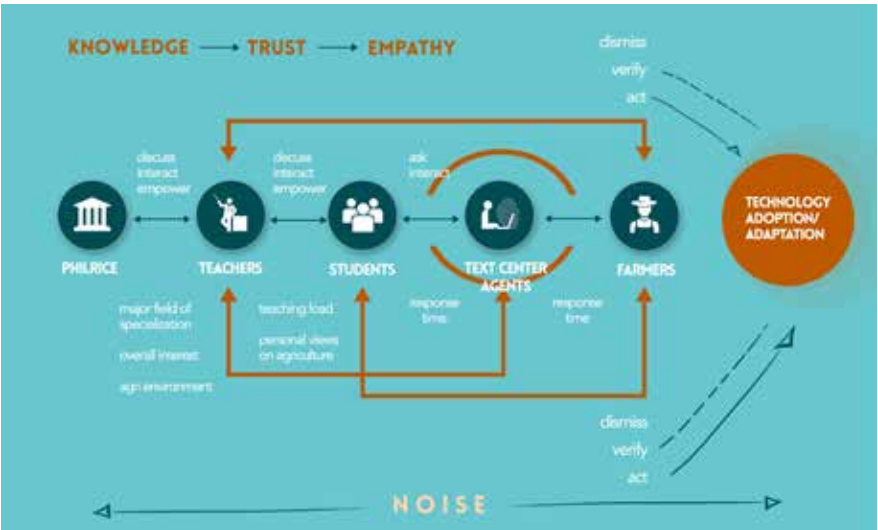 KNOWLEDGE → TRUST → EMPATHY
dismiss
verify
act
discuss
interact
empower
discuss
interact
empower
ask
interact
TECHNOLOGY
ADOPTION/
ADAPTATION
PHILRICE
TEACHERS
STUDENTS
TEXT CENTER
AGENTS
FARMERS
major field of
specialization
overall interest
agri environment
teaching load
personal views
on agriculture
response
time
response
time
dismiss
verify
act
NOISE